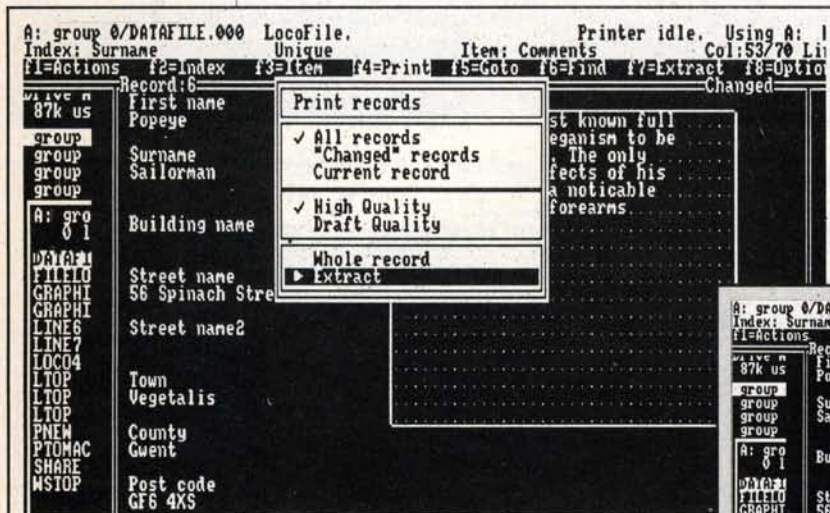 A: group 0/DATAFILE.000 LocoFile. Printer idle. Using A:
Index: Surname Unique Item: Comments Col:53/70
f1=Actions f2=Index f3=Item f4=Print f5=Goto f6=Find f7=Extract f8=Option
Record:6 Changed
87k us
group
group
group
group
A: gro
0 l
DATAFI
FILELO
GRAPHI
GRAPHI
LINE6
LINE7
LOCO4
LTOP
LTOP
LTOP
PNEW
PTOMAC
SHARE
WSTOP
First name
Popeye
Surname
Sailorman
Building name
Street name
56 Spinach Stre
Street name2
Town
Vegetalis
County
Gwent
Post code
GF6 4XS
Print records
✓ All records
"Changed" records
Current record
✓ High Quality
Draft Quality
Whole record
Extract
st known full
eganism to be
. The only
fects of his
a noticable
forearms
A: group 0/DA
Index: Surname
f1=Actions
Rec
87k us
group
group
group
group
A: gro
0 l
DATAFI
FILELO
GRAPHI
Fi
Po
Su
Sa
Bu
St
56